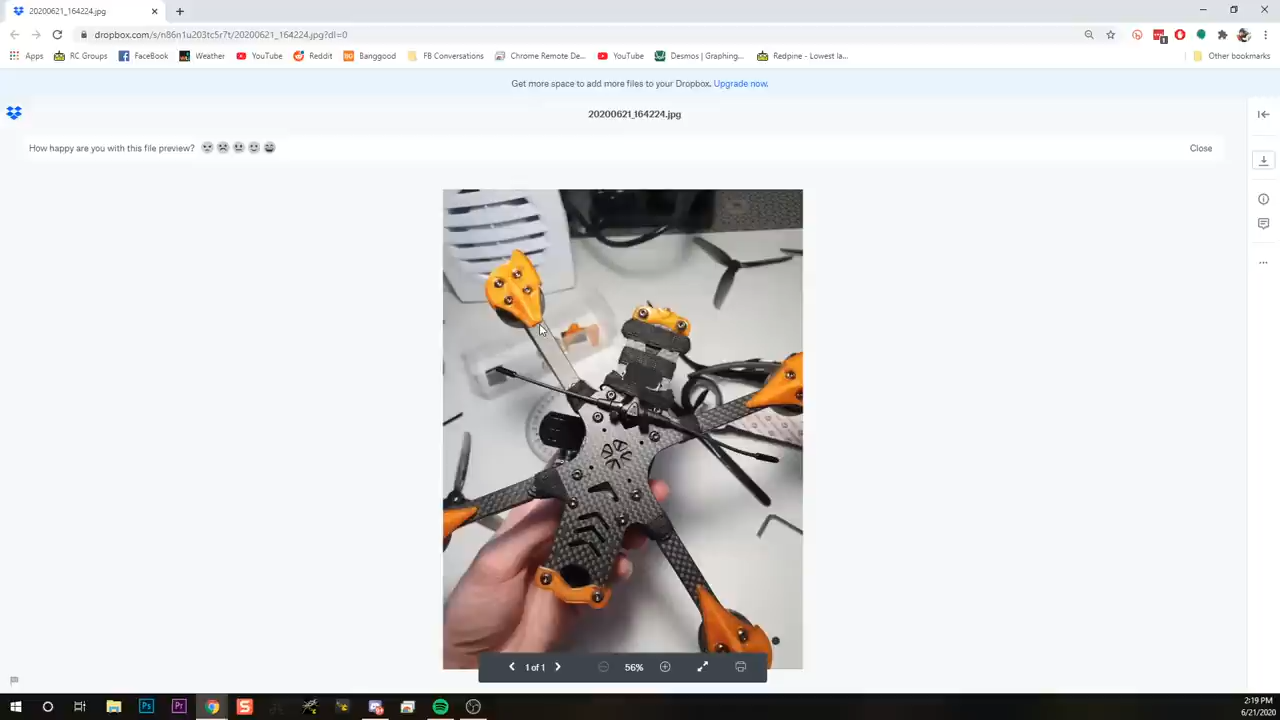 20200621_164224.jpg
dropbox.com/s/n86n1u203tc5r7t/20200621_164224.jpg?dl=0
1
Apps
RC Groups
FaceBook
Weather
YouTube
Reddit
Banggood
FB Conversations
Chrome Remote De...
YouTube
Desmos | Graphing...
Redpine - Lowest la...
Other bookmarks
Get more space to add more files to your Dropbox. Upgrade now.
20200621_164224.jpg
How happy are you with this file preview?
Close
1 of 1
56%
Ps
Pr
S
2:19 PM
6/21/2020